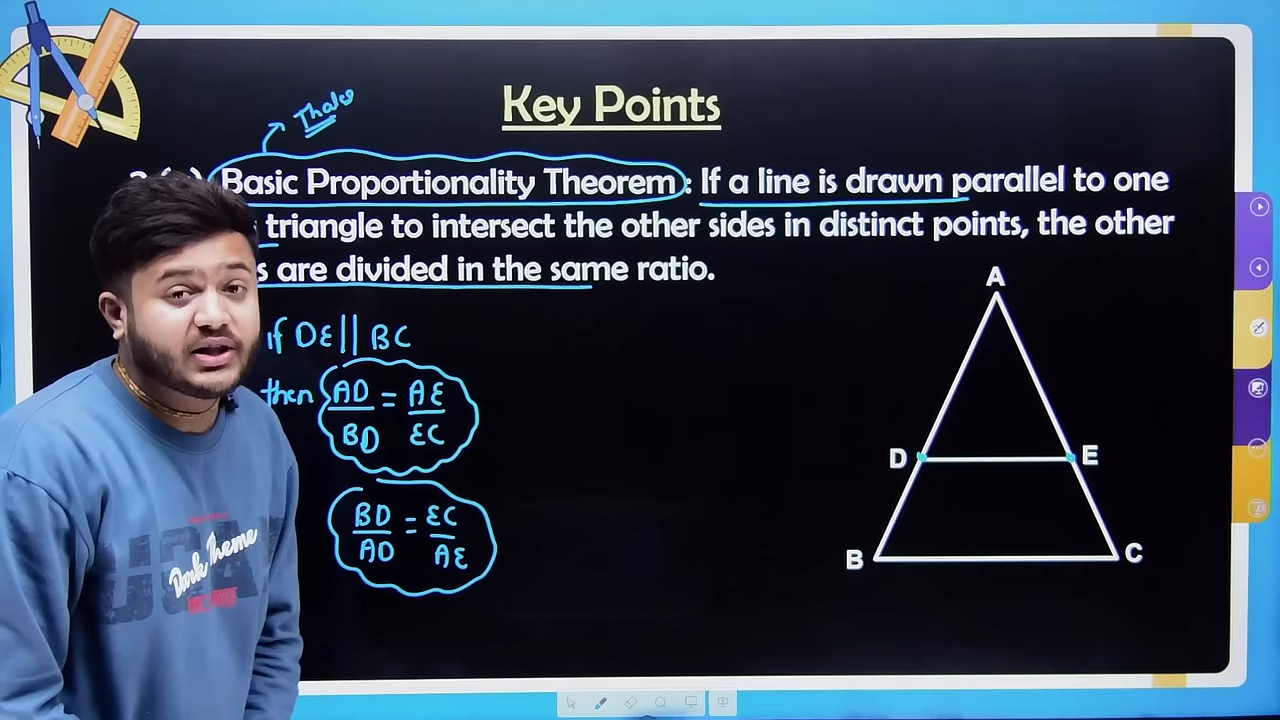 Key Points
Thales
Basic Proportionality Theorem : If a line is drawn parallel to one
triangle to intersect the other sides in distinct points, the other
s are divided in the same ratio.
If DE || BC
then AD/BD = AE/EC
BD/AD = EC/AE
A
D
E
B
C
Dark Theme